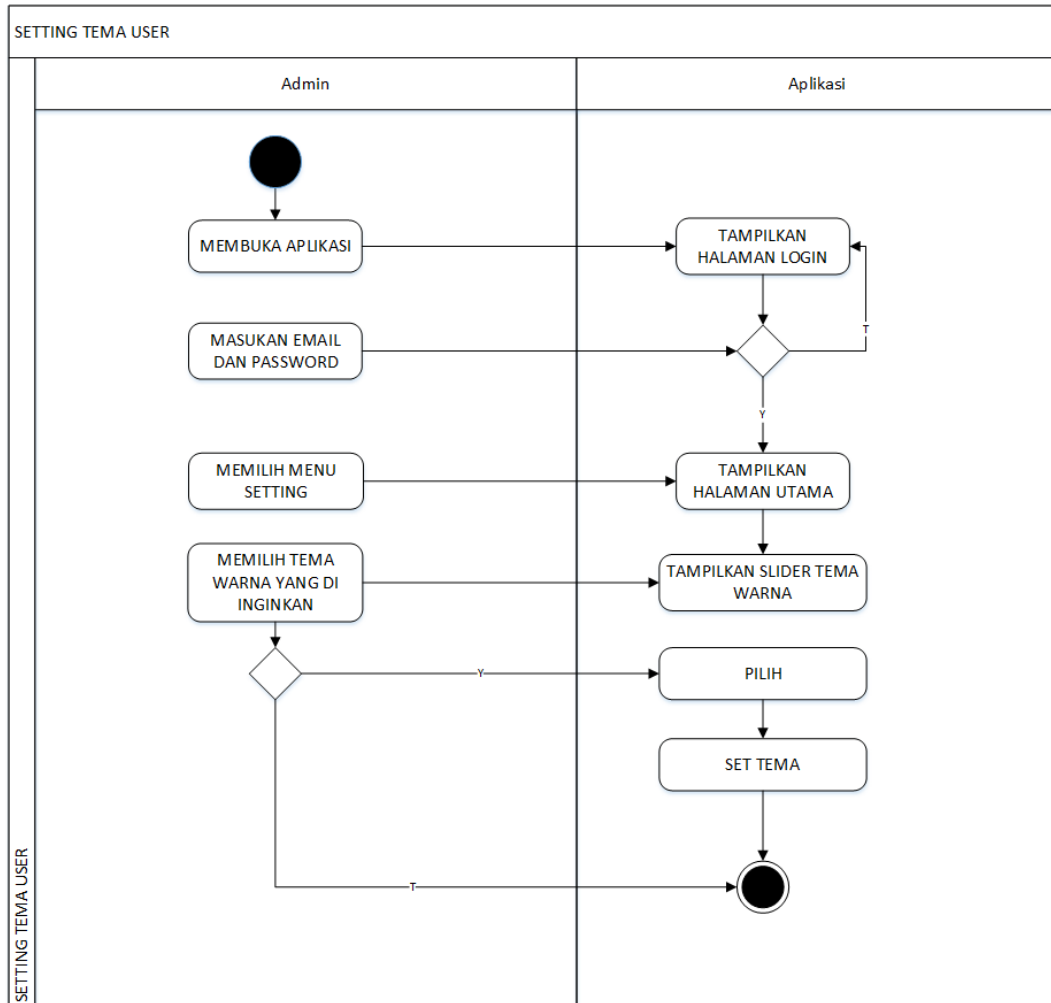 SETTING TEMA USER
Admin
Aplikasi
MEMBUKA APLIKASI
TAMPILKAN
HALAMAN LOGIN
MASUKAN EMAIL
DAN PASSWORD
T
Y
MEMILIH MENU
SETTING
TAMPILKAN
HALAMAN UTAMA
MEMILIH TEMA
WARNA YANG DI
INGINKAN
TAMPILKAN SLIDER TEMA
WARNA
Y
PILIH
SET TEMA
T
SETTING TEMA USER